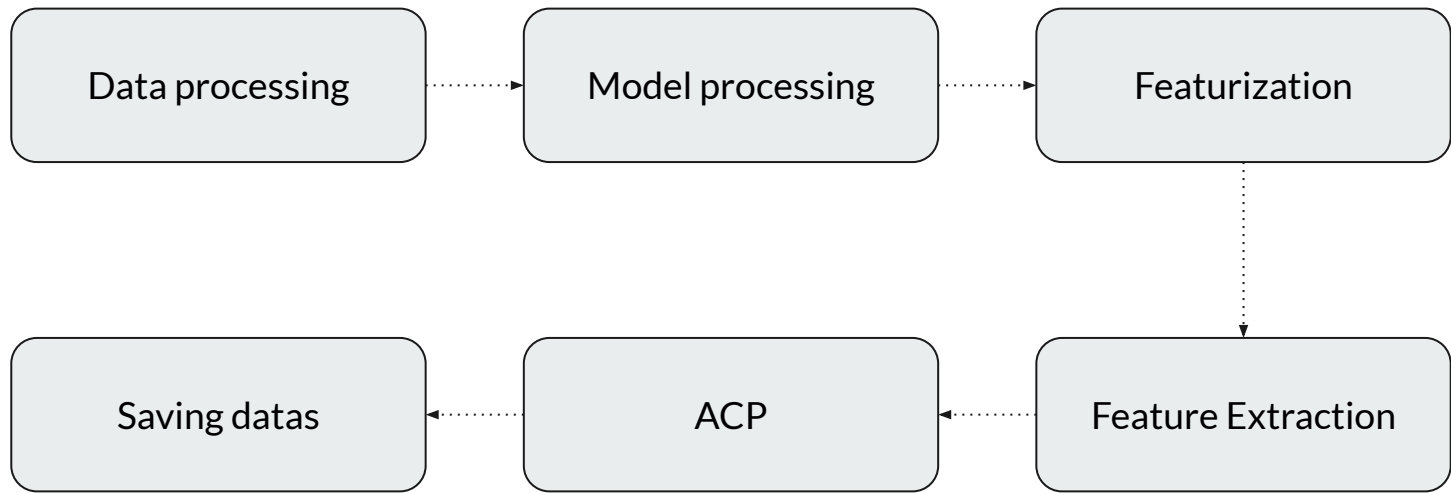 Data processing
Model processing
Featurization
Feature Extraction
ACP
Saving datas